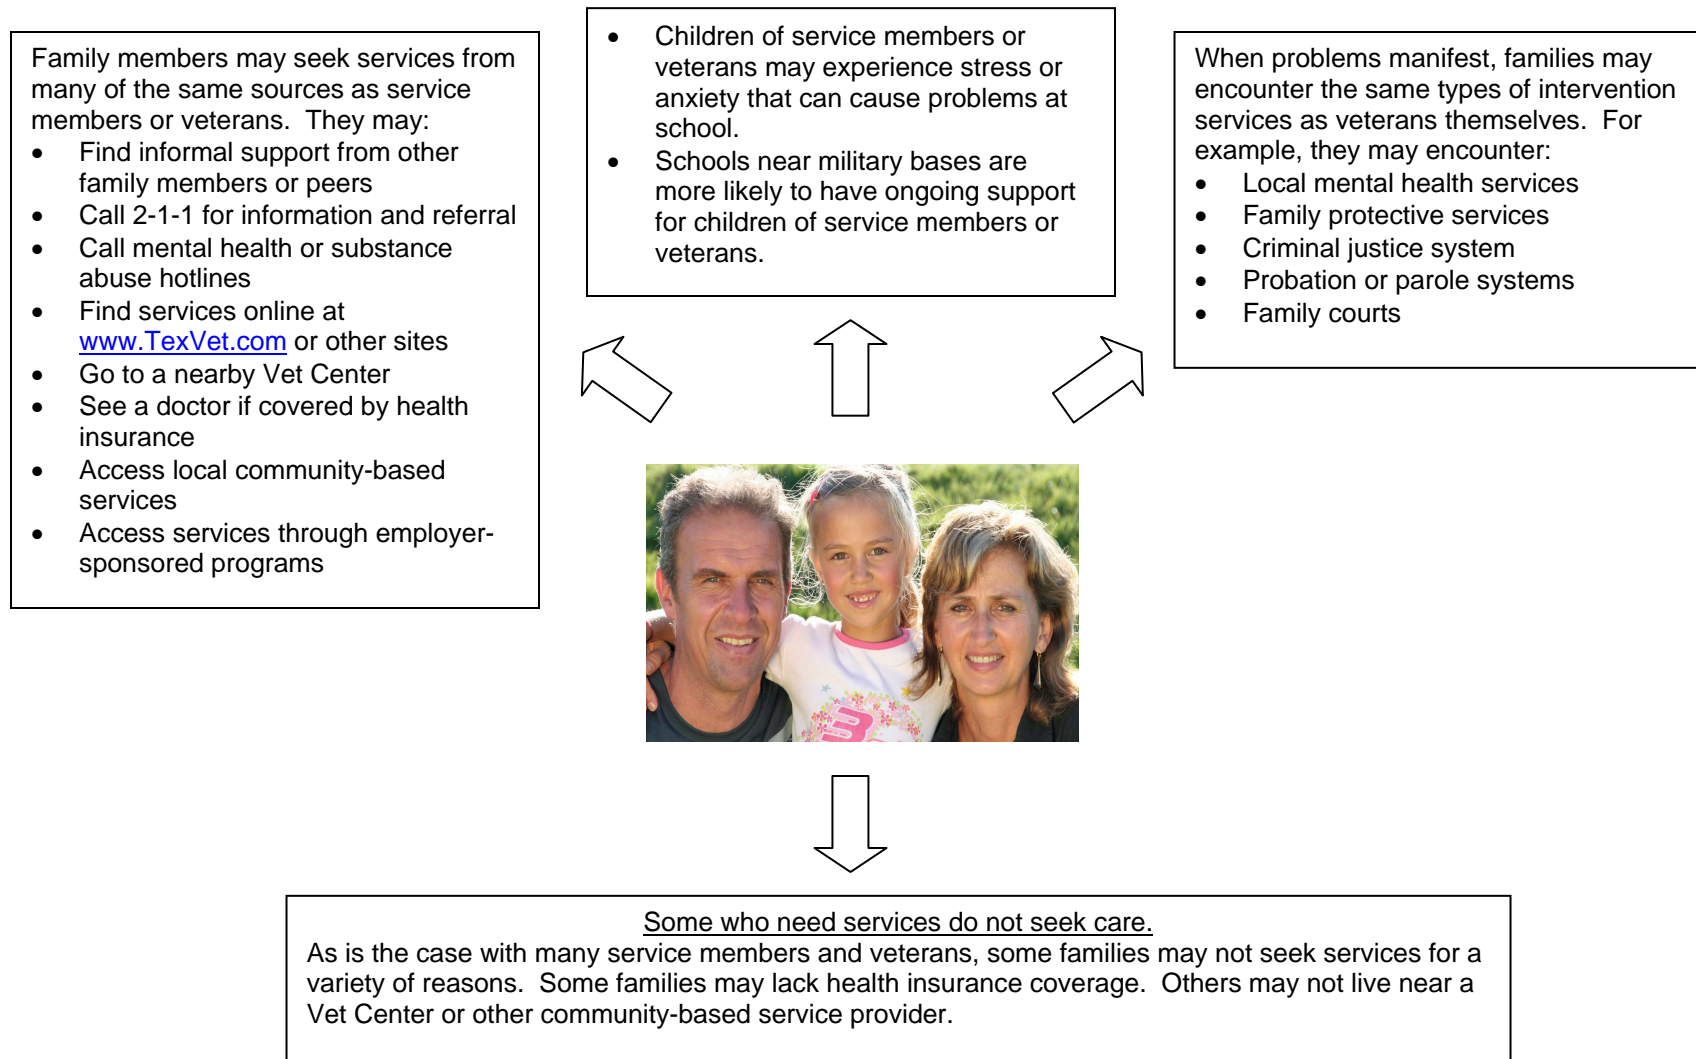 Family members may seek services from
many of the same sources as service
members or veterans.  They may:
• Find informal support from other
family members or peers
• Call 2-1-1 for information and referral
• Call mental health or substance
abuse hotlines
• Find services online at
www.TexVet.com or other sites
• Go to a nearby Vet Center
• See a doctor if covered by health
insurance
• Access local community-based
services
• Access services through employer-
sponsored programs
• Children of service members or
veterans may experience stress or
anxiety that can cause problems at
school.
• Schools near military bases are
more likely to have ongoing support
for children of service members or
veterans.
When problems manifest, families may
encounter the same types of intervention
services as veterans themselves.  For
example, they may encounter:
• Local mental health services
• Family protective services
• Criminal justice system
• Probation or parole systems
• Family courts
3
Some who need services do not seek care.
As is the case with many service members and veterans, some families may not seek services for a
variety of reasons.  Some families may lack health insurance coverage.  Others may not live near a
Vet Center or other community-based service provider.